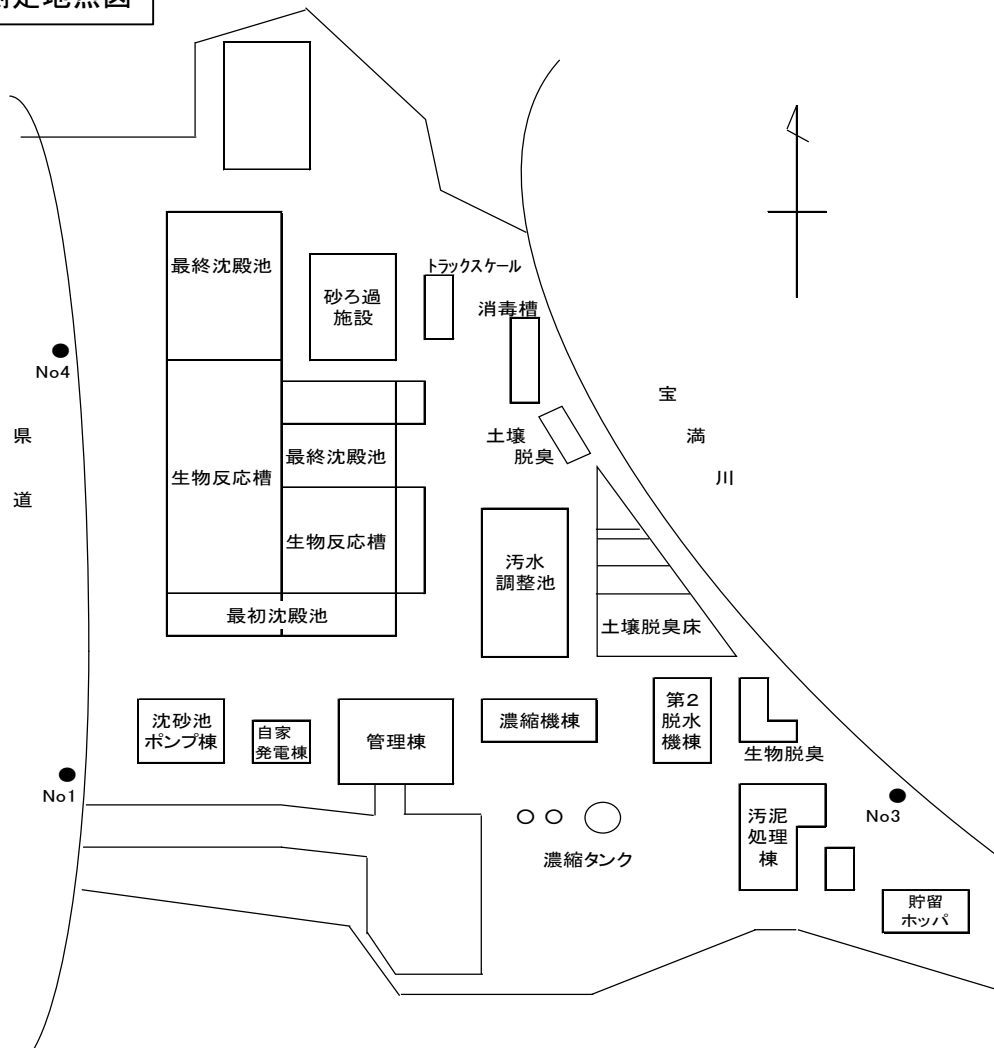 測定地点図
最終沈殿池
砂ろ過
施設
トラックスケール
消毒槽
No4
県
道
宝
満
川
土壌
脱臭
最終沈殿池
生物反応槽
生物反応槽
汚水
調整池
最初沈殿池
土壌脱臭床
沈砂池
ポンプ棟
自家
発電棟
管理棟
濃縮機棟
第2
脱水
機棟
生物脱臭
No1
No3
汚泥
処理
棟
濃縮タンク
貯留
ホッパ